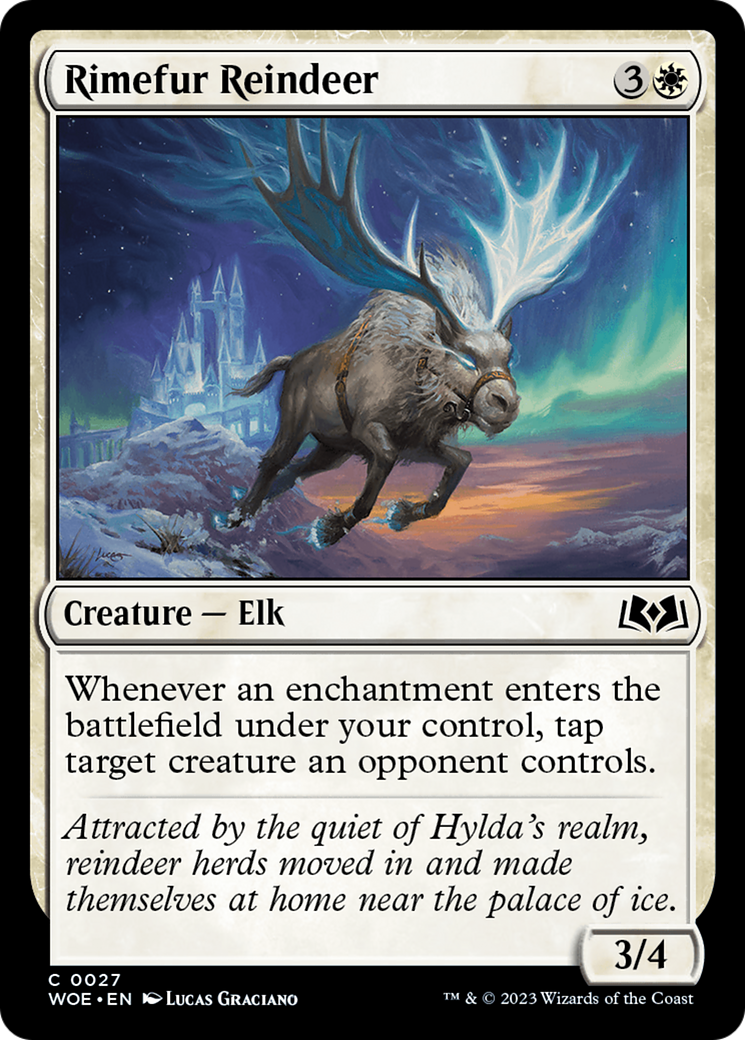 Rimefur Reindeer 3
Lucas
Creature — Elk
Whenever an enchantment enters the
battlefield under your control, tap
target creature an opponent controls.
Attracted by the quiet of Hylda's realm,
reindeer herds moved in and made
themselves at home near the palace of ice.
3/4
C 0027
WOE • EN Lucas Graciano
™ & © 2023 Wizards of the Coast